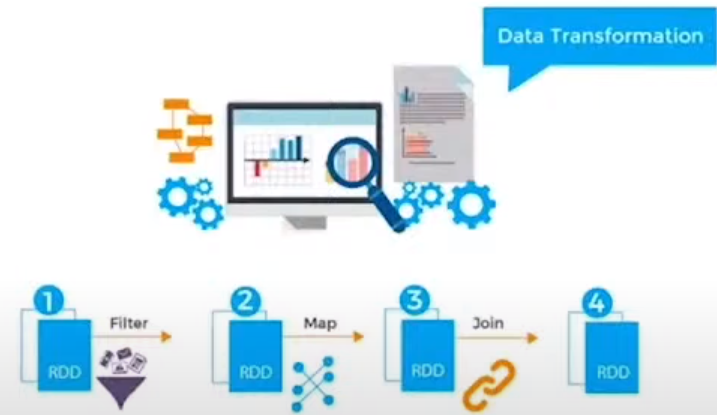 Data Transformation
1
2
3
4
Filter
Map
Join
RDD
RDD
RDD
RDD